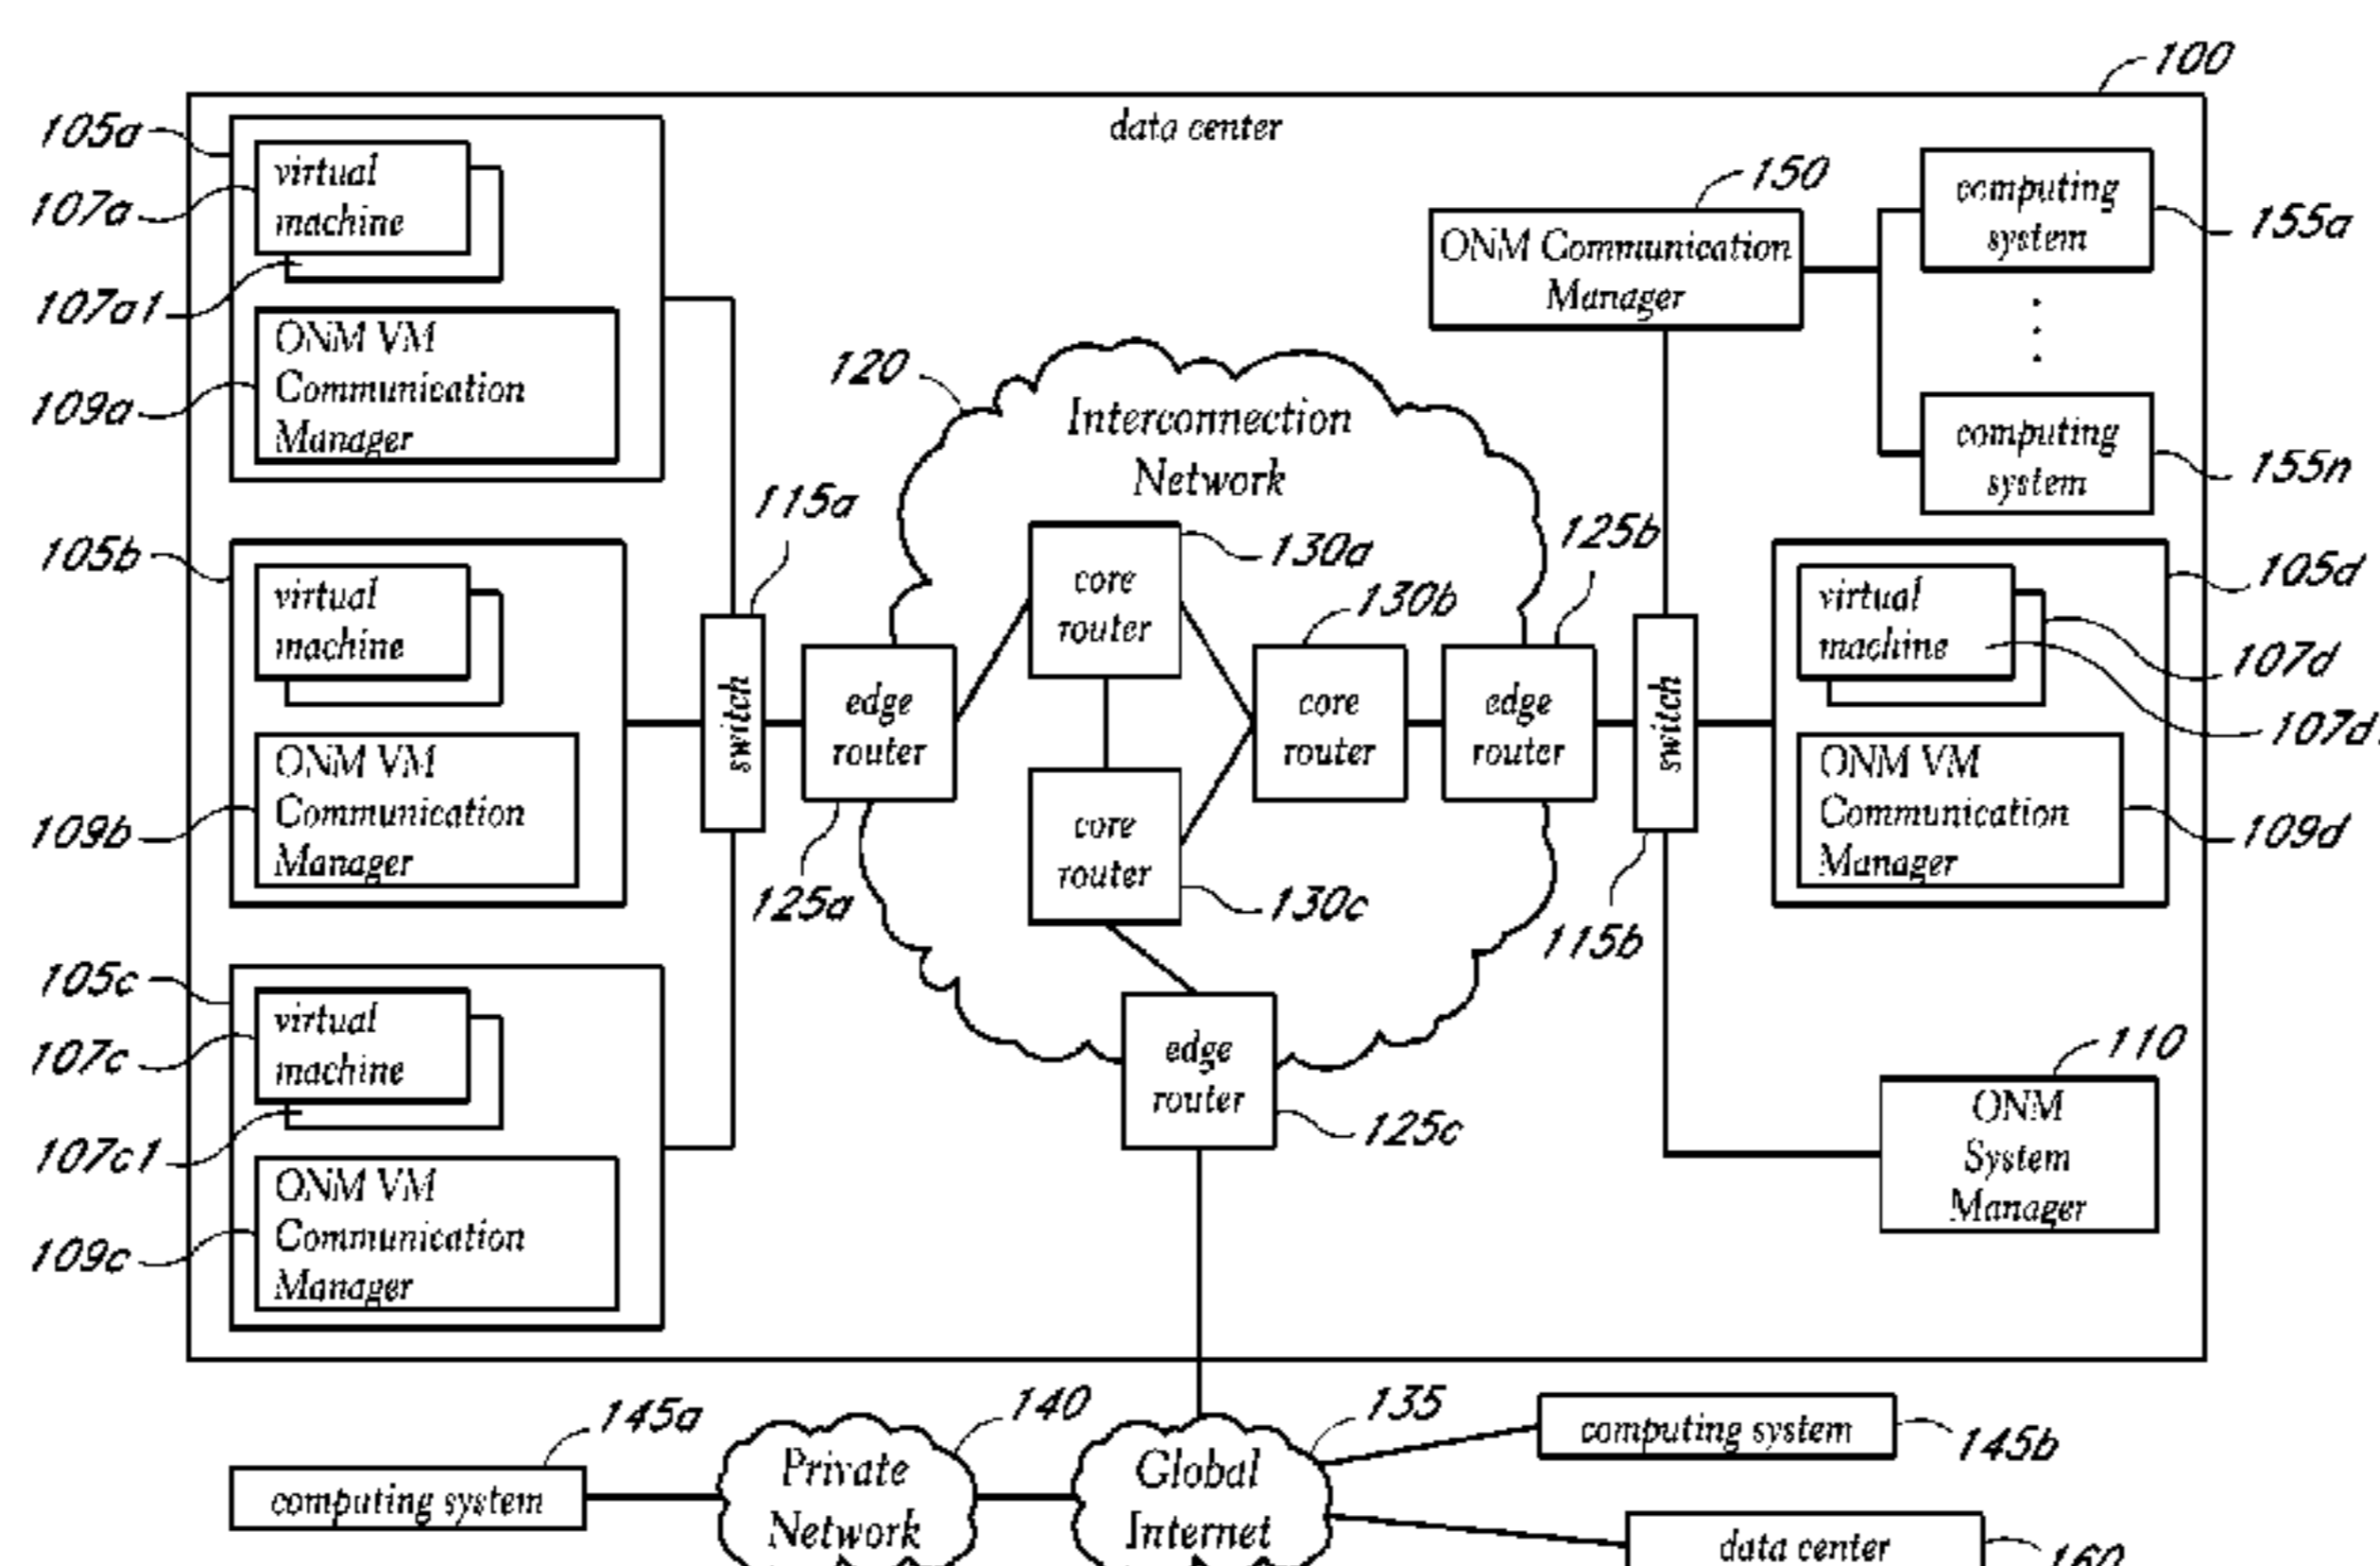 100
data center
105a
virtual
machine
107a
107a1
ONM VM
Communication
Manager
109a
150
ONM Communication
Manager
computing
system
155a
computing
system
155n
120
Interconnection
Network
115a
switch
105b
virtual
machine
ONM VM
Communication
Manager
109b
edge
router
125a
core
router
130a
core
router
130b
core
router
130c
edge
router
125b
switch
115b
105d
virtual
machine
107d
ONM VM
Communication
Manager
109d
105c
virtual
machine
107c
107c1
ONM VM
Communication
Manager
109c
edge
router
125c
110
ONM
System
Manager
145a
computing system
140
Private
Network
135
Global
Internet
computing system
145b
data center
160